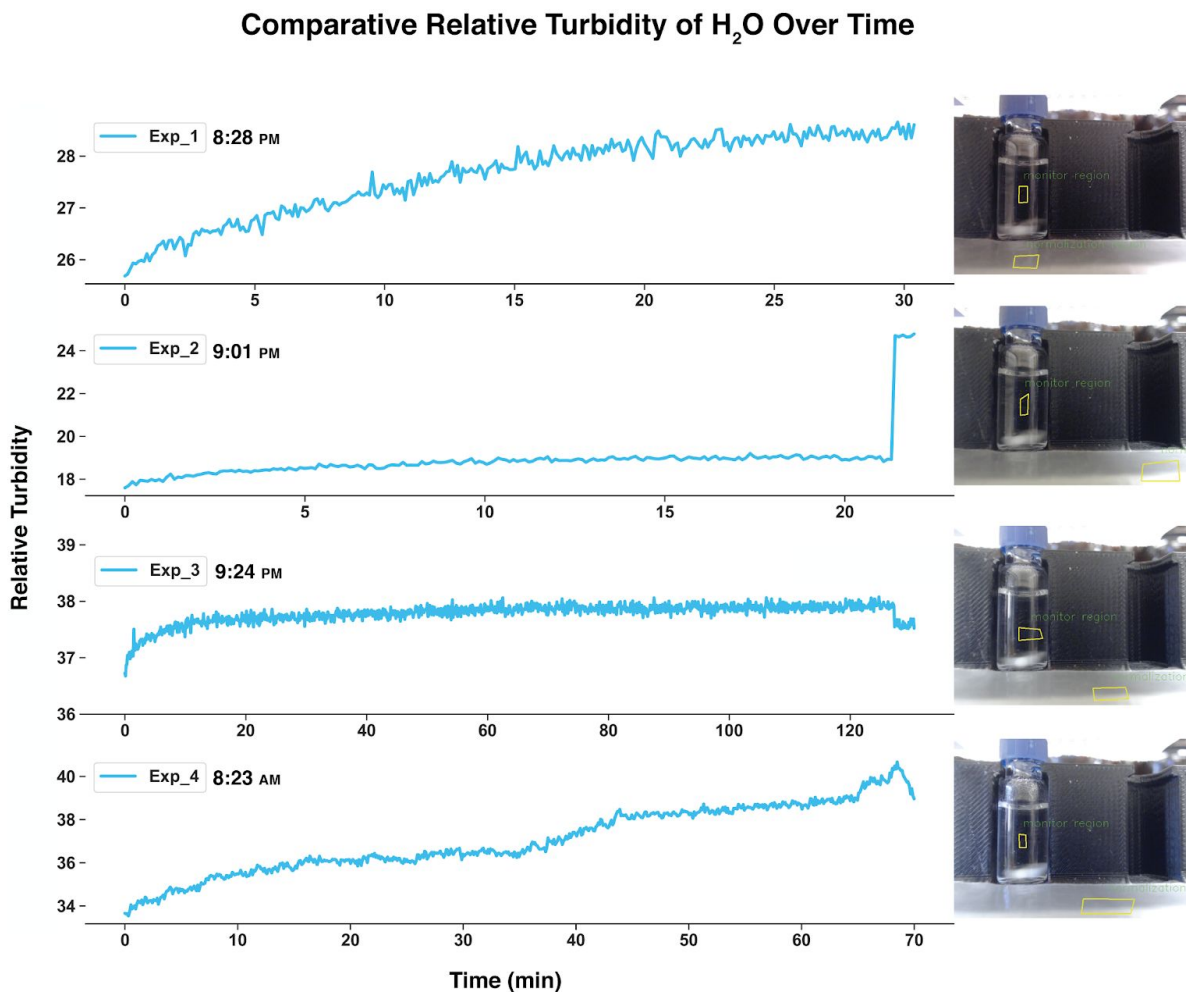 Comparative Relative Turbidity of H₂O Over Time
Relative Turbidity
Exp_1 8:28 PM
28
27
26
0 5 10 15 20 25 30
monitor region
normalization
Exp_2 9:01 PM
24
22
20
18
0 5 10 15 20
monitor region
Exp_3 9:24 PM
39
38
37
36
0 20 40 60 80 100 120
monitor region
normalization
Exp_4 8:23 AM
40
38
36
34
0 10 20 30 40 50 60 70
monitor region
normalization
Time (min)